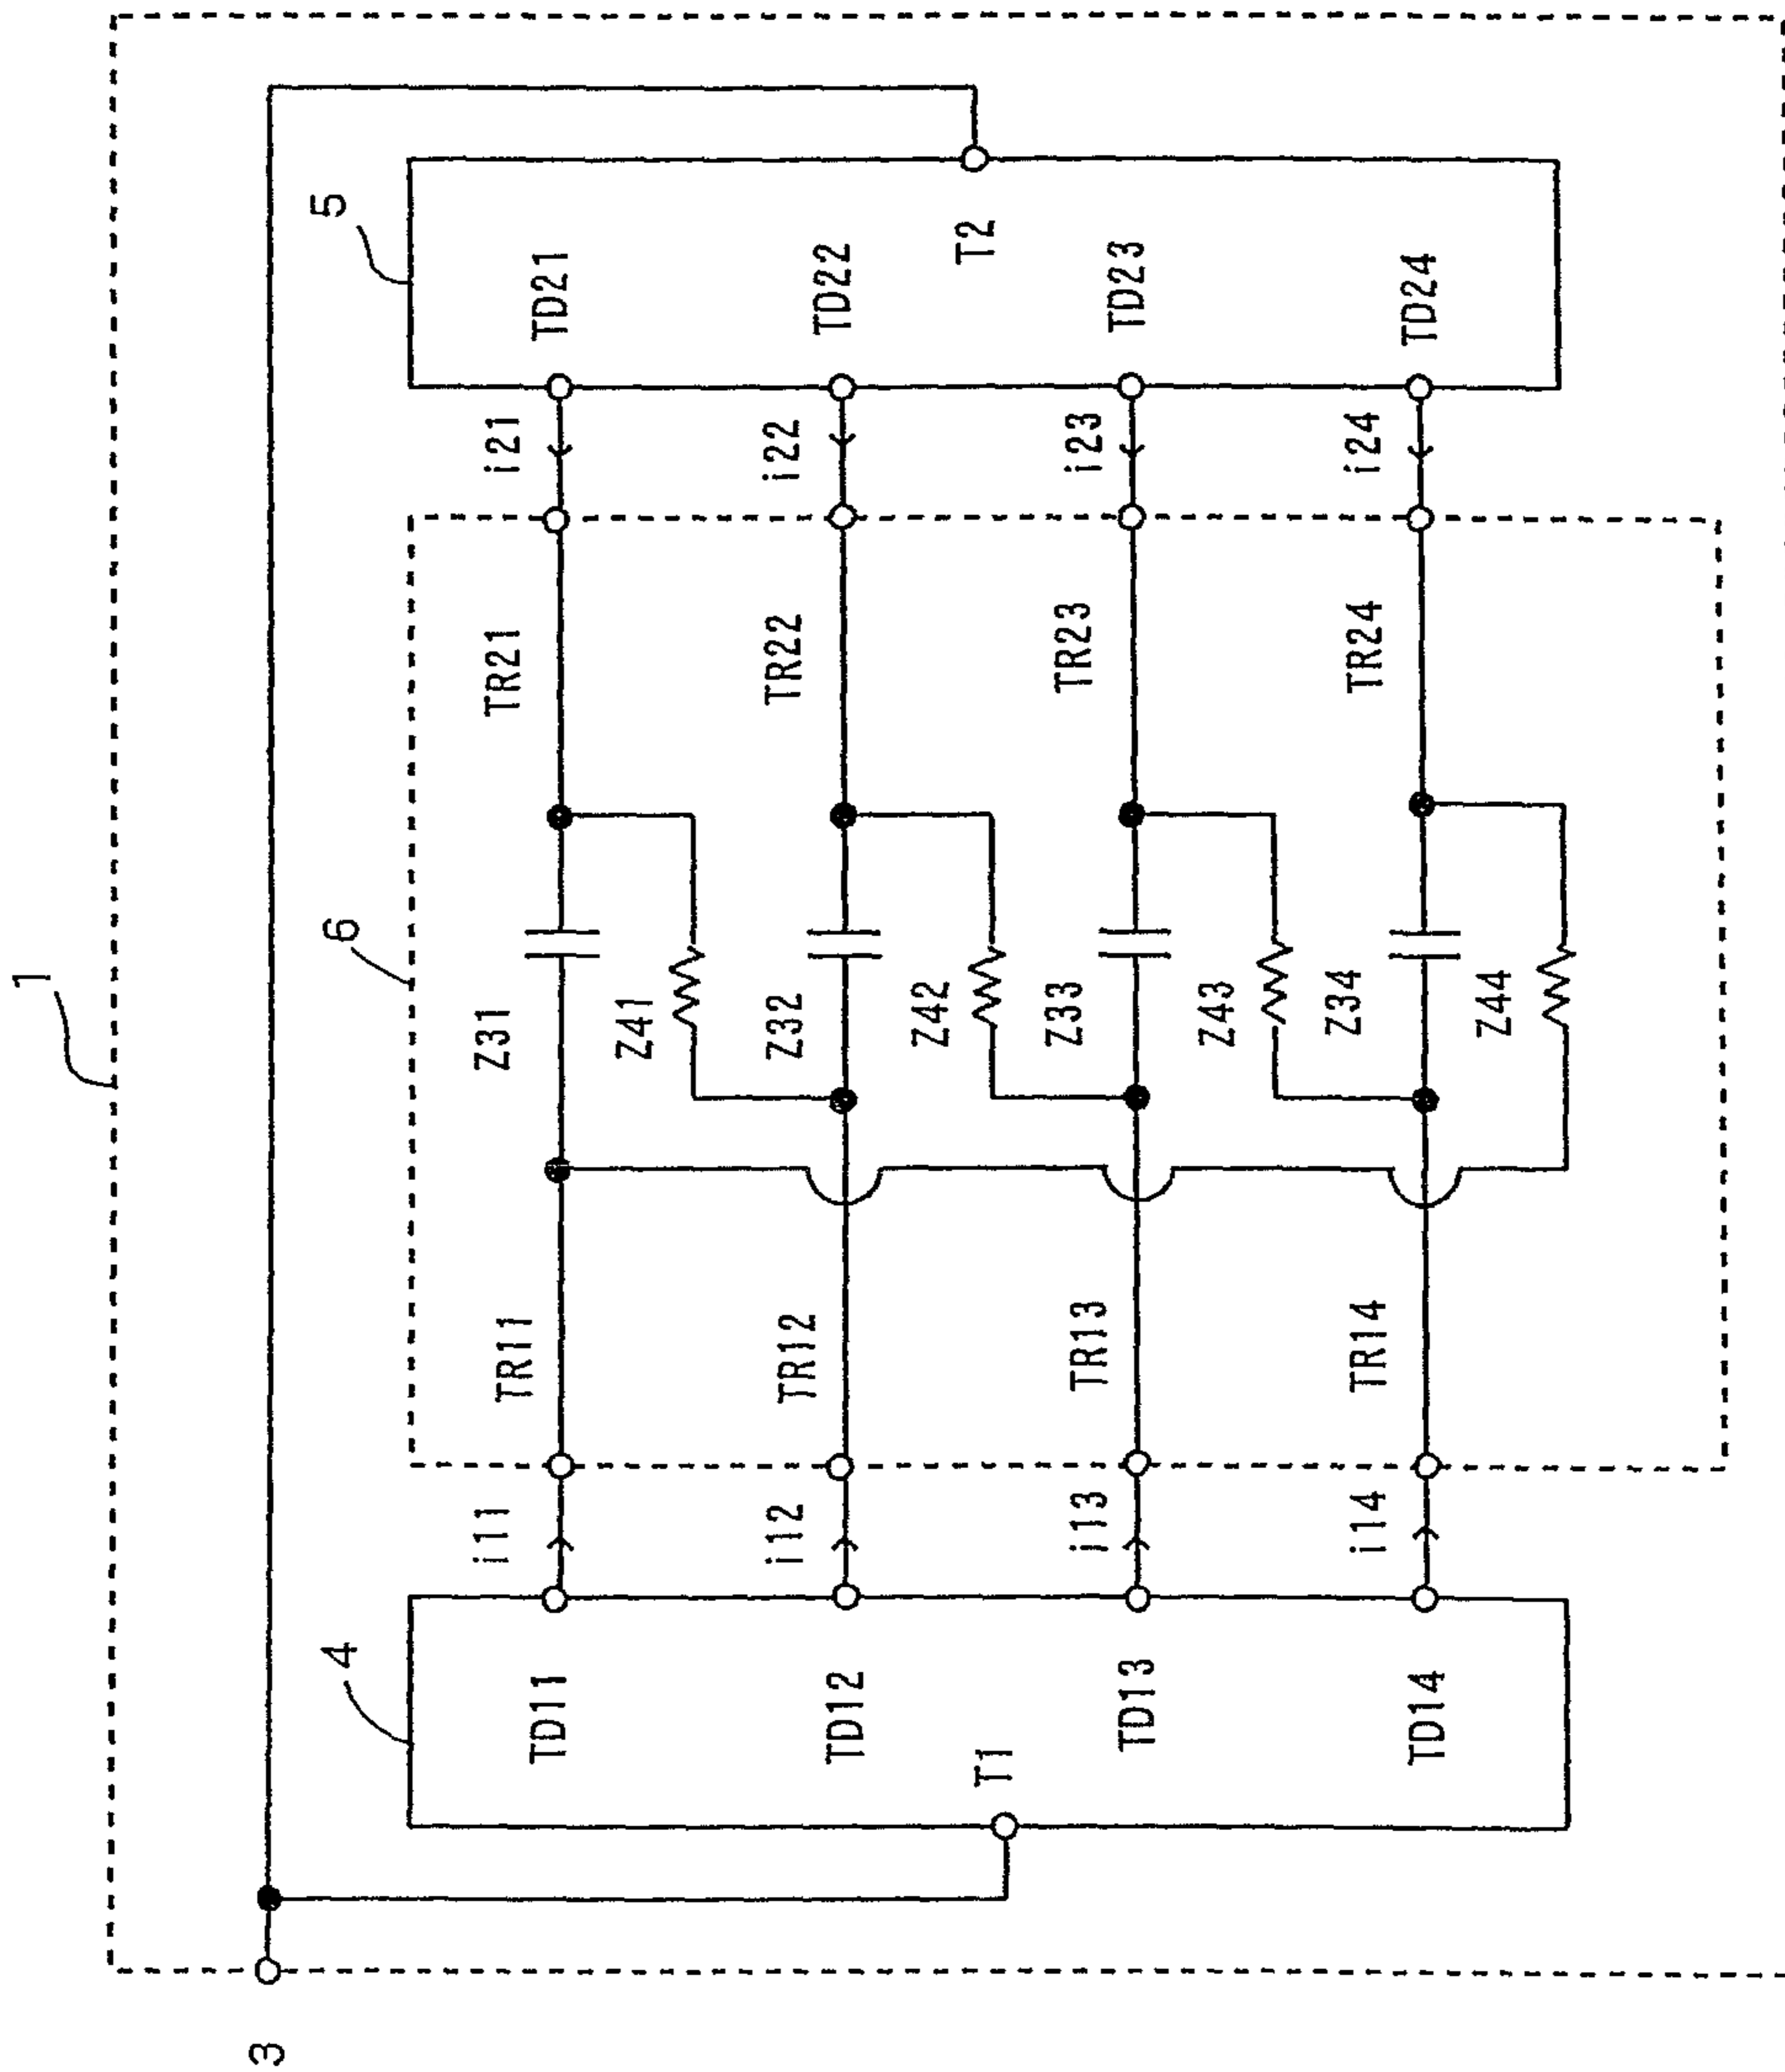 1
3
4
5
6
T1
T2
TD11
TD12
TD13
TD14
i11
i12
i13
i14
TR11
TR12
TR13
TR14
Z31
Z41
Z32
Z42
Z33
Z43
Z34
Z44
TR21
TR22
TR23
TR24
i21
i22
i23
i24
TD21
TD22
TD23
TD24